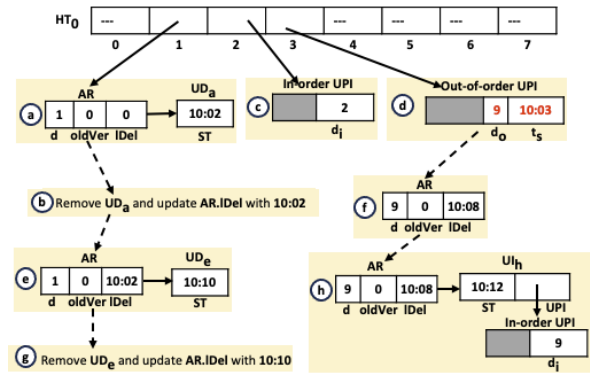 HT0
--- --- --- --- ---
0 1 2 3 4 5 6 7
AR
UDa
a
1 0 0
10:02
d oldVer lDel
ST
In-order UPI
c
2
di
Out-of-order UPI
d
9 10:03
do ts
b
Remove UDa and update AR.lDel with 10:02
AR
f
9 0 10:08
d oldVer lDel
AR
UDe
e
1 0 10:02
10:10
d oldVer lDel
ST
AR
UIh
h
9 0 10:08
10:12
d oldVer lDel
ST
UPI
In-order UPI
9
di
g
Remove UDe and update AR.lDel with 10:10